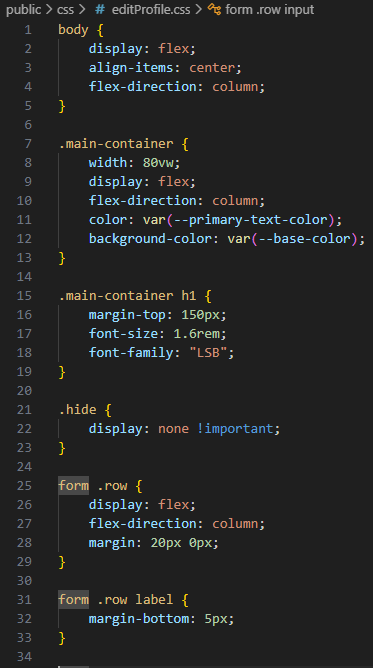 public > css > # editProfile.css > form .row input
1 body {
2     display: flex;
3     align-items: center;
4     flex-direction: column;
5 }
6
7 .main-container {
8     width: 80vw;
9     display: flex;
10     flex-direction: column;
11     color: var(--primary-text-color);
12     background-color: var(--base-color);
13 }
14
15 .main-container h1 {
16     margin-top: 150px;
17     font-size: 1.6rem;
18     font-family: "LSB";
19 }
20
21 .hide {
22     display: none !important;
23 }
24
25 form .row {
26     display: flex;
27     flex-direction: column;
28     margin: 20px 0px;
29 }
30
31 form .row label {
32     margin-bottom: 5px;
33 }
34